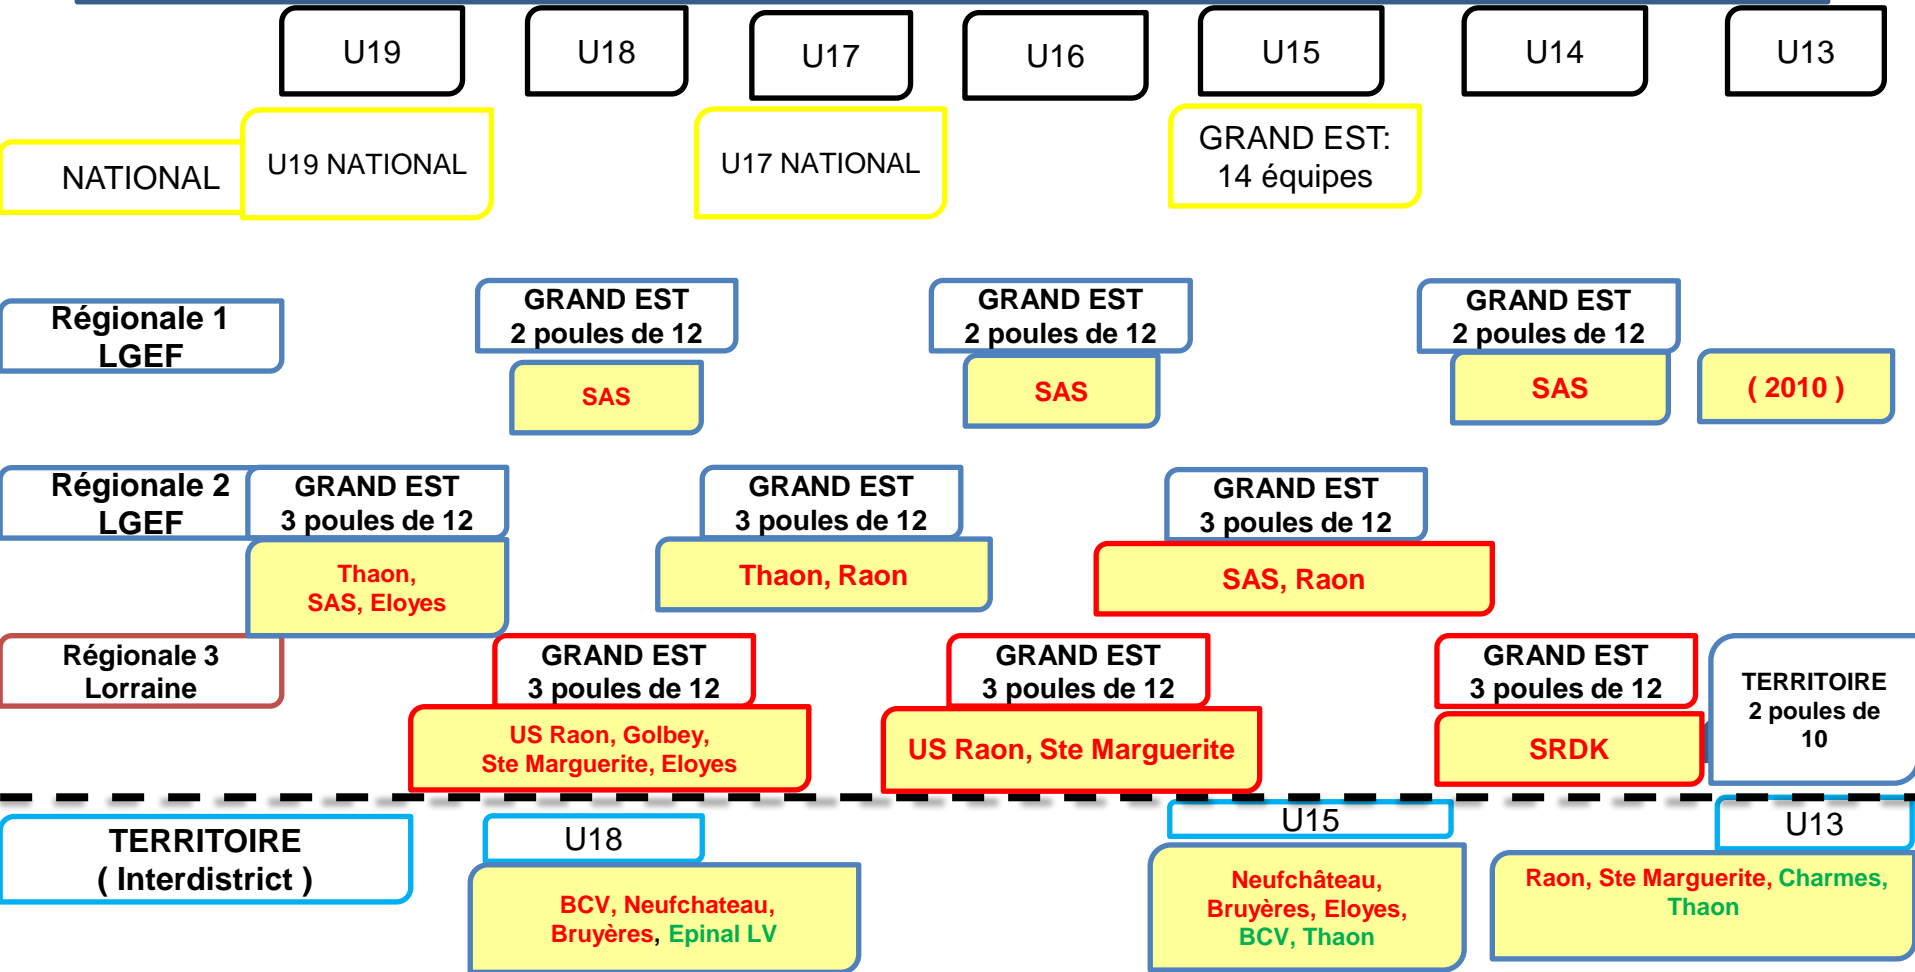 U19
U18
U17
U16
U15
U14
U13
NATIONAL
U19 NATIONAL
U17 NATIONAL
GRAND EST:
14 équipes
Régionale 1
LGEF
GRAND EST
2 poules de 12
SAS
GRAND EST
2 poules de 12
SAS
GRAND EST
2 poules de 12
SAS
( 2010 )
Régionale 2
LGEF
GRAND EST
3 poules de 12
Thaon,
SAS, Eloyes
GRAND EST
3 poules de 12
Thaon, Raon
GRAND EST
3 poules de 12
SAS, Raon
Régionale 3
Lorraine
GRAND EST
3 poules de 12
US Raon, Golbey,
Ste Marguerite, Eloyes
GRAND EST
3 poules de 12
US Raon, Ste Marguerite
GRAND EST
3 poules de 12
SRDK
TERRITOIRE
2 poules de
10
TERRITOIRE
( Interdistrict )
U18
BCV, Neufchateau,
Bruyères, Epinal LV
U15
Neufchâteau,
Bruyères, Eloyes,
BCV, Thaon
U13
Raon, Ste Marguerite, Charmes,
Thaon